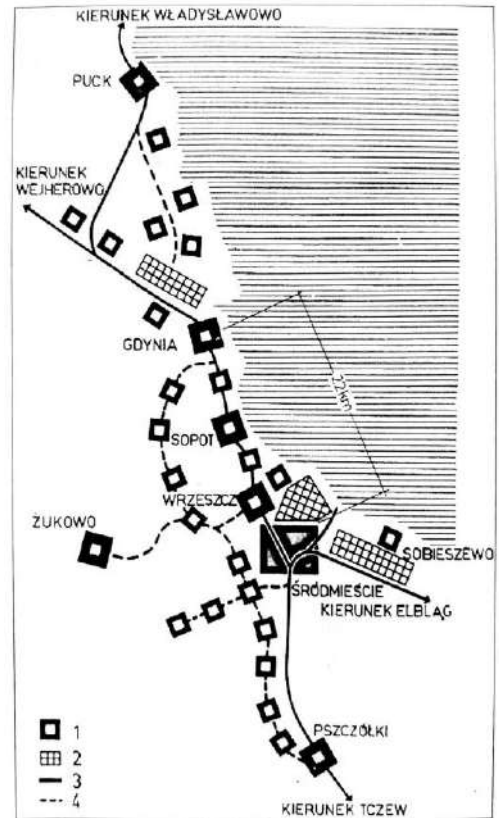 KIERUNEK WŁADYSŁAWOWO
PUCK
KIERUNEK
WEJHEROWO
GDYNIA
22km
SOPOT
WRZESZCZ
ŻUKOWO
SOBIESZEWO
ŚRÓDMIEŚCIE
KIERUNEK ELBLĄG
PSZCZÓŁKI
KIERUNEK TCZEW
1
2
3
4